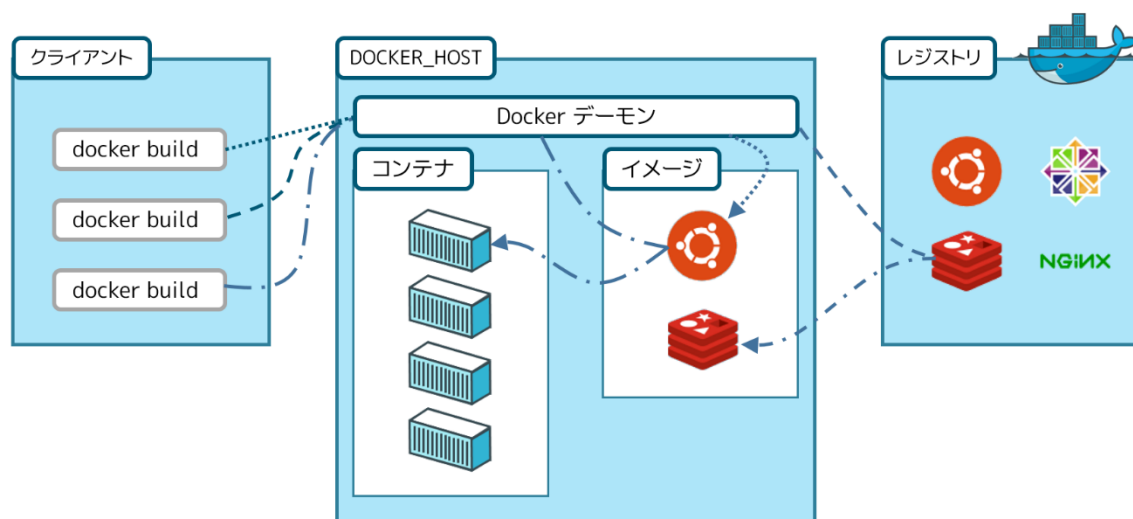 クライアント
docker build
docker build
docker build
DOCKER_HOST
Docker デーモン
コンテナ
イメージ
レジストリ
NGiNX